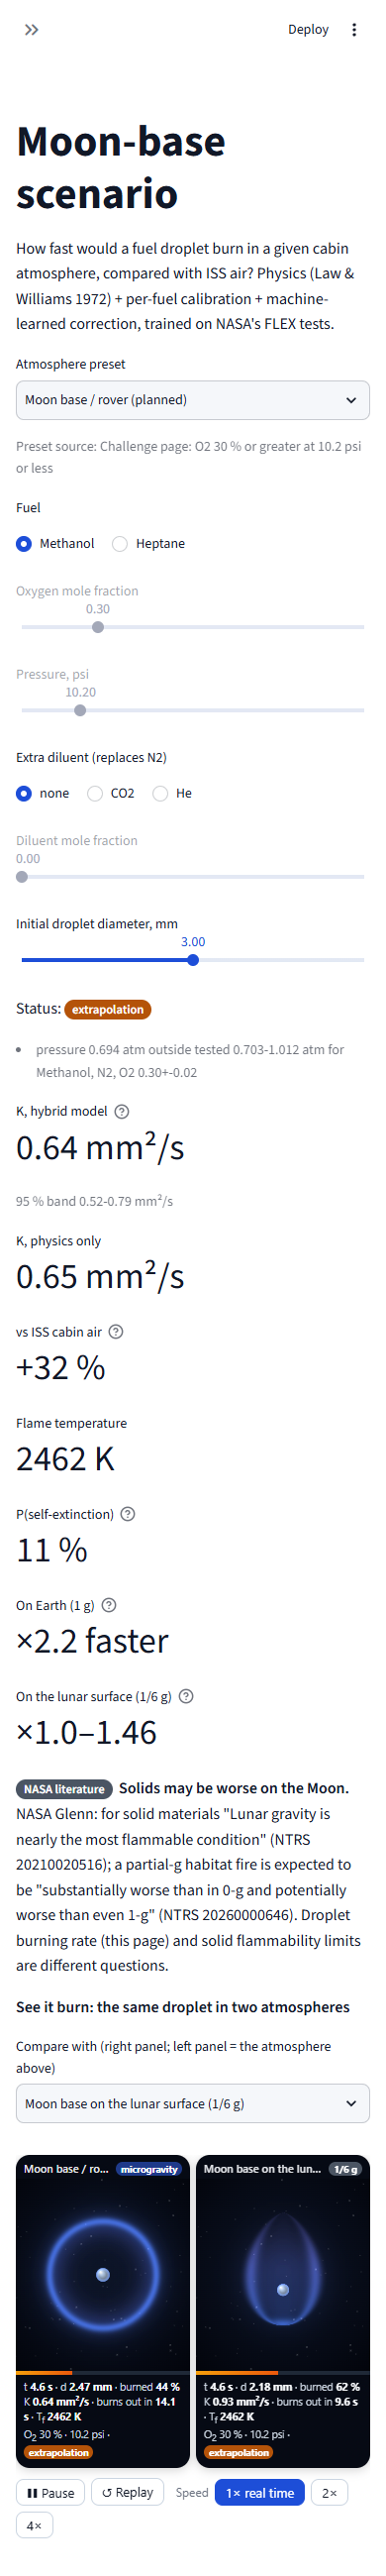 Deploy
Moon-base
scenario
How fast would a fuel droplet burn in a given cabin
atmosphere, compared with ISS air? Physics (Law &
Williams 1972) + per-fuel calibration + machine-
learned correction, trained on NASA's FLEX tests.
Atmosphere preset
Moon base / rover (planned)
Preset source: Challenge page: O2 30 % or greater at 10.2 psi
or less
Fuel
Methanol Heptane
Oxygen mole fraction
0.30
Pressure, psi
10.20
Extra diluent (replaces N2)
none CO2 He
Diluent mole fraction
0.00
Initial droplet diameter, mm
3.00
Status: extrapolation
• pressure 0.694 atm outside tested 0.703-1.012 atm for
Methanol, N2, O2 0.30+-0.02
K, hybrid model
0.64 mm²/s
95 % band 0.52-0.79 mm²/s
K, physics only
0.65 mm²/s
vs ISS cabin air
+32 %
Flame temperature
2462 K
P(self-extinction)
11 %
On Earth (1 g)
×2.2 faster
On the lunar surface (1/6 g)
×1.0–1.46
NASA literature Solids may be worse on the Moon.
NASA Glenn: for solid materials "Lunar gravity is
nearly the most flammable condition" (NTRS
20210020516); a partial-g habitat fire is expected to
be "substantially worse than in 0-g and potentially
worse than even 1-g" (NTRS 20260000646). Droplet
burning rate (this page) and solid flammability limits
are different questions.
See it burn: the same droplet in two atmospheres
Compare with (right panel; left panel = the atmosphere
above)
Moon base on the lunar surface (1/6 g)
Moon base / ro... microgravity
t 4.6 s · d 2.47 mm · burned 44 %
K 0.64 mm²/s · burns out in 14.1
s · Tf 2462 K
O₂ 30 % · 10.2 psi ·
extrapolation
Moon base on the lun... 1/6 g
t 4.6 s · d 2.18 mm · burned 62 %
K 0.93 mm²/s · burns out in 9.6 s
· Tf 2462 K
O₂ 30 % · 10.2 psi ·
extrapolation
Pause ↺ Replay Speed 1× real time 2×
4×